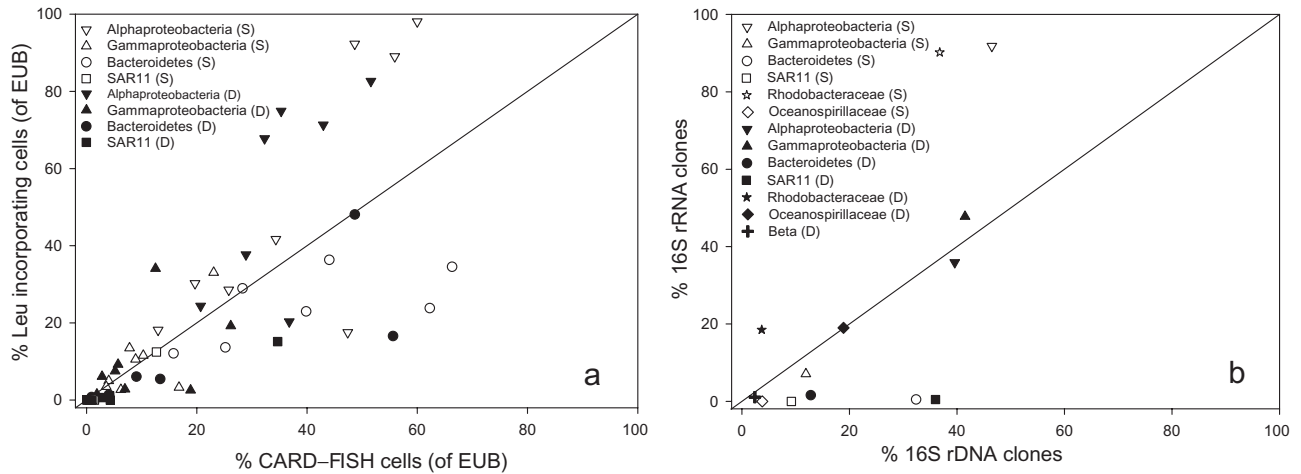 100
80
60
40
20
0
% Leu incorporating cells (of EUB)
Alphaproteobacteria (S)
Gammaproteobacteria (S)
Bacteroidetes (S)
SAR11 (S)
Alphaproteobacteria (D)
Gammaproteobacteria (D)
Bacteroidetes (D)
SAR11 (D)
a
0 20 40 60 80 100
% CARD–FISH cells (of EUB)
100
80
60
40
20
0
% 16S rRNA clones
Alphaproteobacteria (S)
Gammaproteobacteria (S)
Bacteroidetes (S)
SAR11 (S)
Rhodobacteraceae (S)
Oceanospirillaceae (S)
Alphaproteobacteria (D)
Gammaproteobacteria (D)
Bacteroidetes (D)
SAR11 (D)
Rhodobacteraceae (D)
Oceanospirillaceae (D)
Beta (D)
b
0 20 40 60 80 100
% 16S rDNA clones